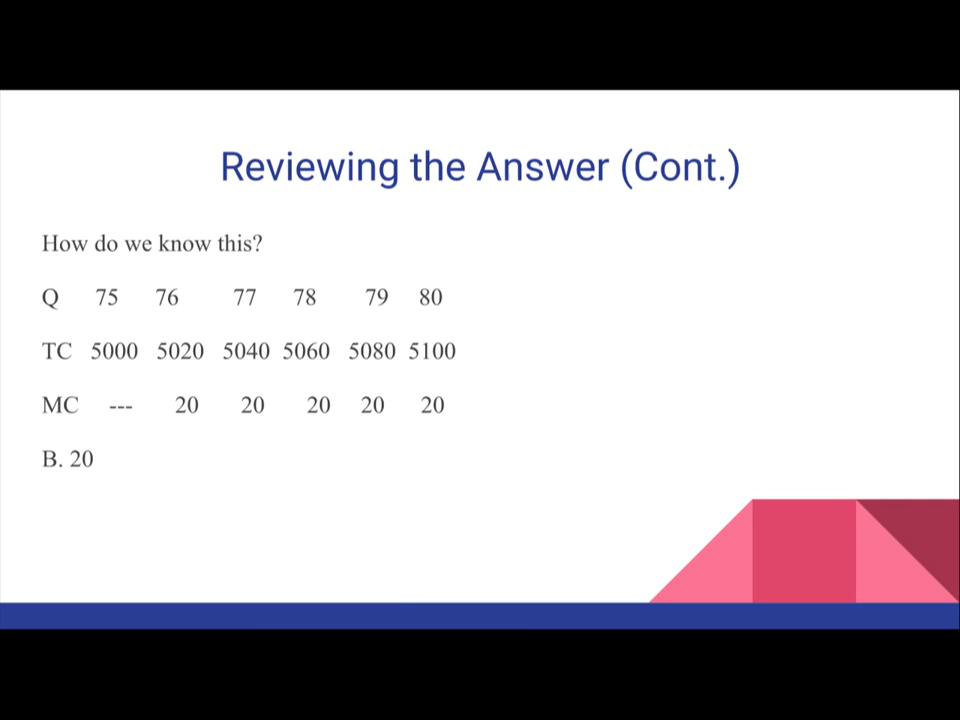 Reviewing the Answer (Cont.)
How do we know this?
Q 75 76 77 78 79 80
TC 5000 5020 5040 5060 5080 5100
MC --- 20 20 20 20 20
B. 20